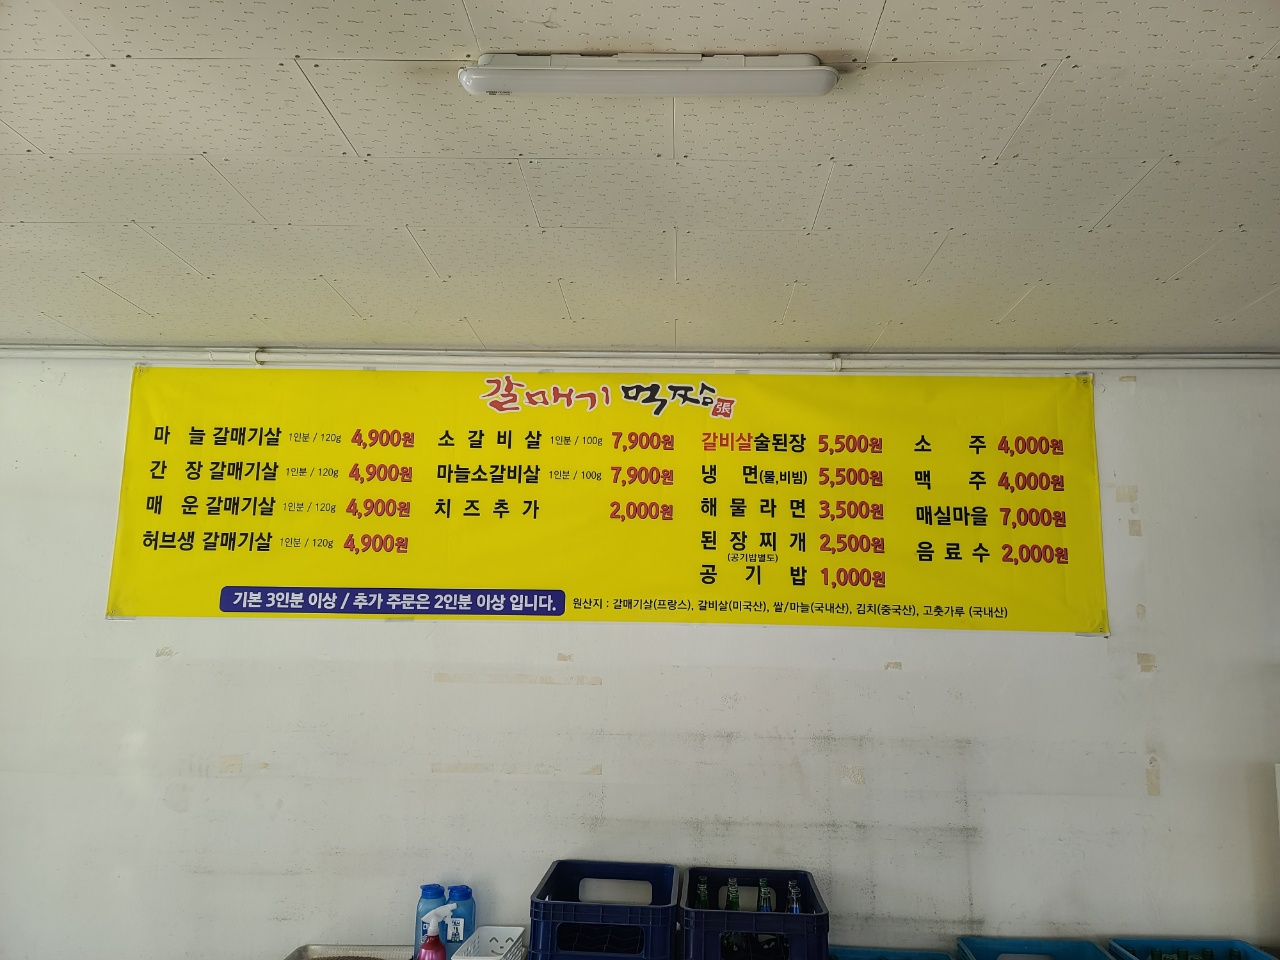 갈매기 먹짱 張
마 늘 갈매기살 1인분 / 120g 4,900원
간 장 갈매기살 1인분 / 120g 4,900원
매 운 갈매기살 1인분 / 120g 4,900원
허브생 갈매기살 1인분 / 120g 4,900원
소 갈 비 살 1인분 / 100g 7,900원
마늘소갈비살 1인분 / 100g 7,900원
치 즈 추 가 2,000원
갈비살술된장 5,500원
냉 면(물,비빔) 5,500원
해 물 라 면 3,500원
된 장 찌 개 2,500원
(공기밥별도)
공 기 밥 1,000원
소 주 4,000원
맥 주 4,000원
매실마을 7,000원
음 료 수 2,000원
기본 3인분 이상 / 추가 주문은 2인분 이상 입니다.
원산지 : 갈매기살(프랑스), 갈비살(미국산), 쌀/마늘(국내산), 김치(중국산), 고춧가루 (국내산)